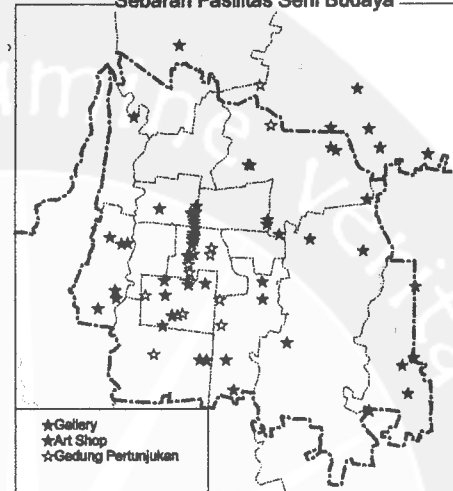 Sebaran Fasilitas Seni Budaya
★Gallery
★Art Shop
☆Gedung Pertunjukan